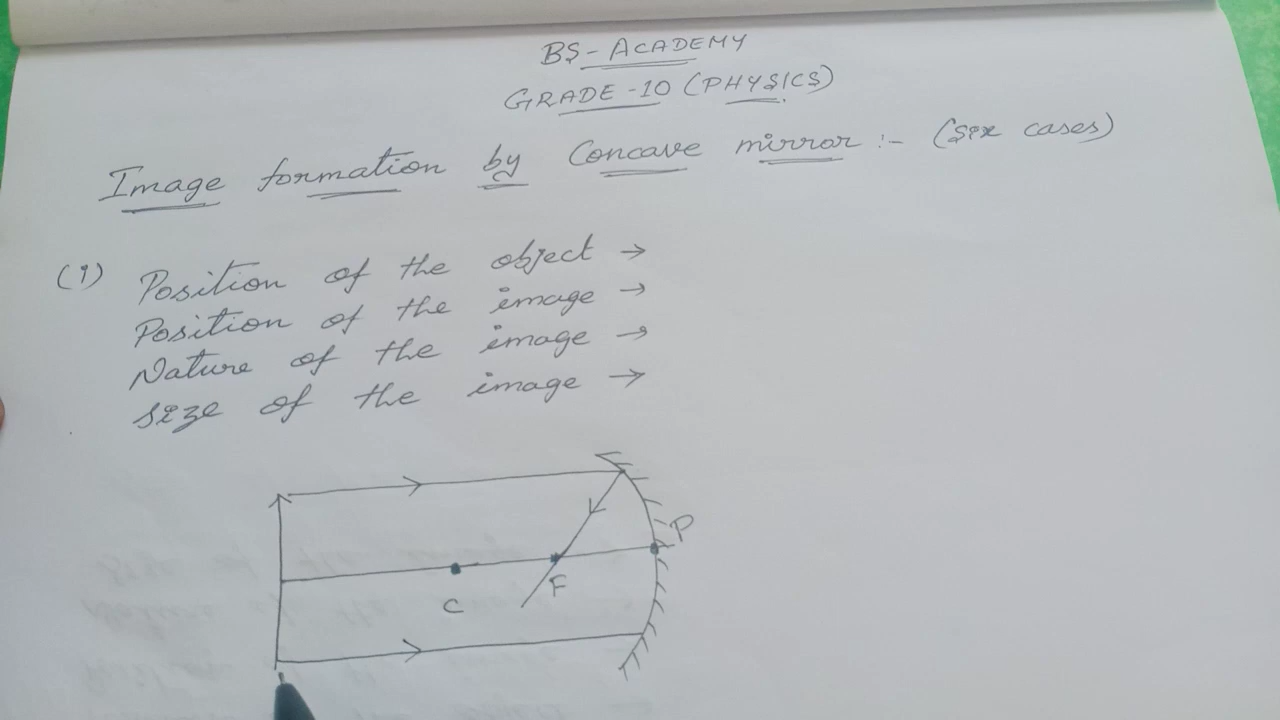 BS-ACADEMY
GRADE-10 (PHYSICS)
Image formation by Concave mirror :- (Six cases)
(i) Position of the object →
Position of the image →
Nature of the image →
size of the image →
P
F
C